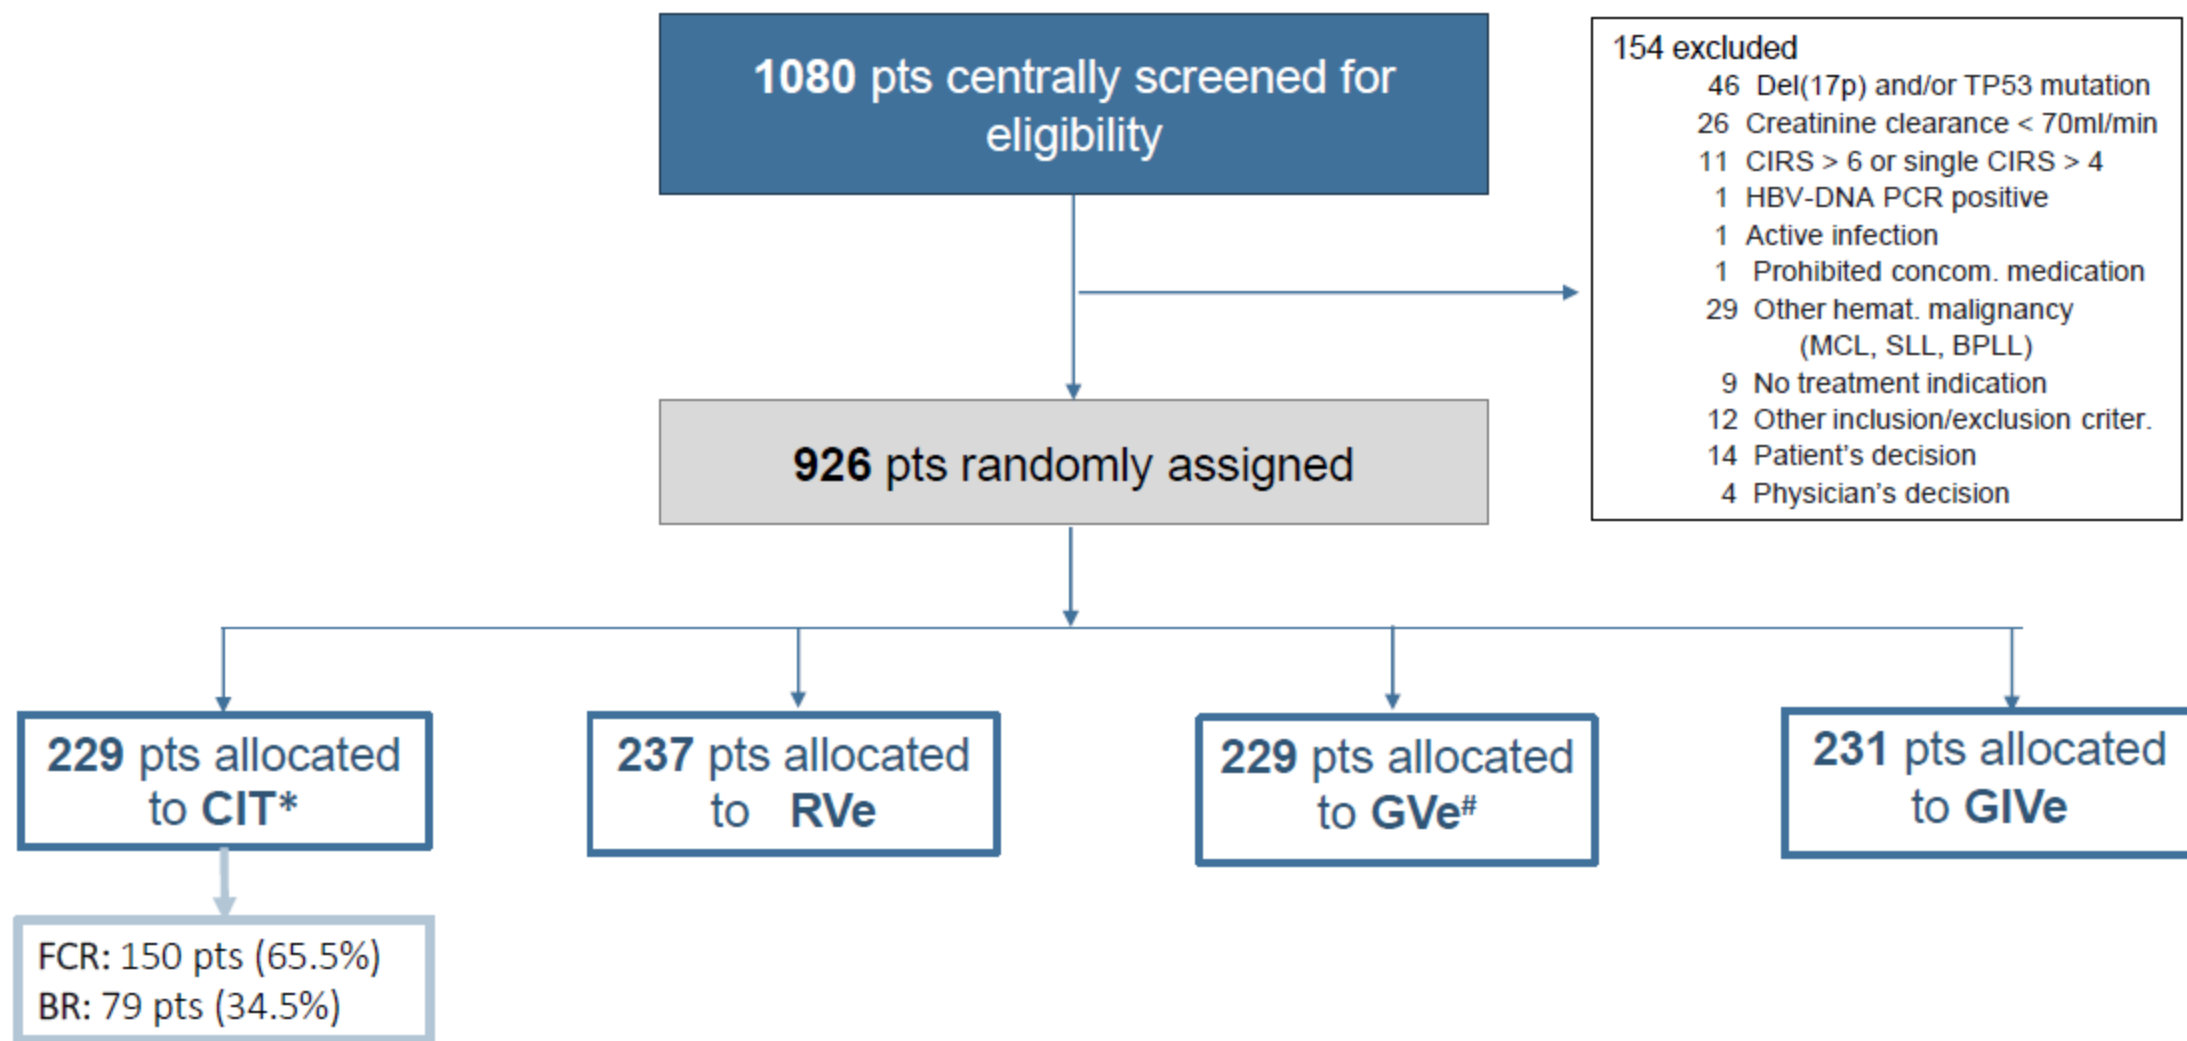 1080 pts centrally screened for
eligibility
154 excluded
46 Del(17p) and/or TP53 mutation
26 Creatinine clearance < 70ml/min
11 CIRS > 6 or single CIRS > 4
1 HBV-DNA PCR positive
1 Active infection
1 Prohibited concom. medication
29 Other hemat. malignancy
(MCL, SLL, BPLL)
9 No treatment indication
12 Other inclusion/exclusion criter.
14 Patient's decision
4 Physician's decision
926 pts randomly assigned
229 pts allocated
to CIT*
237 pts allocated
to RVe
229 pts allocated
to GVe#
231 pts allocated
to GIVe
FCR: 150 pts (65.5%)
BR: 79 pts (34.5%)